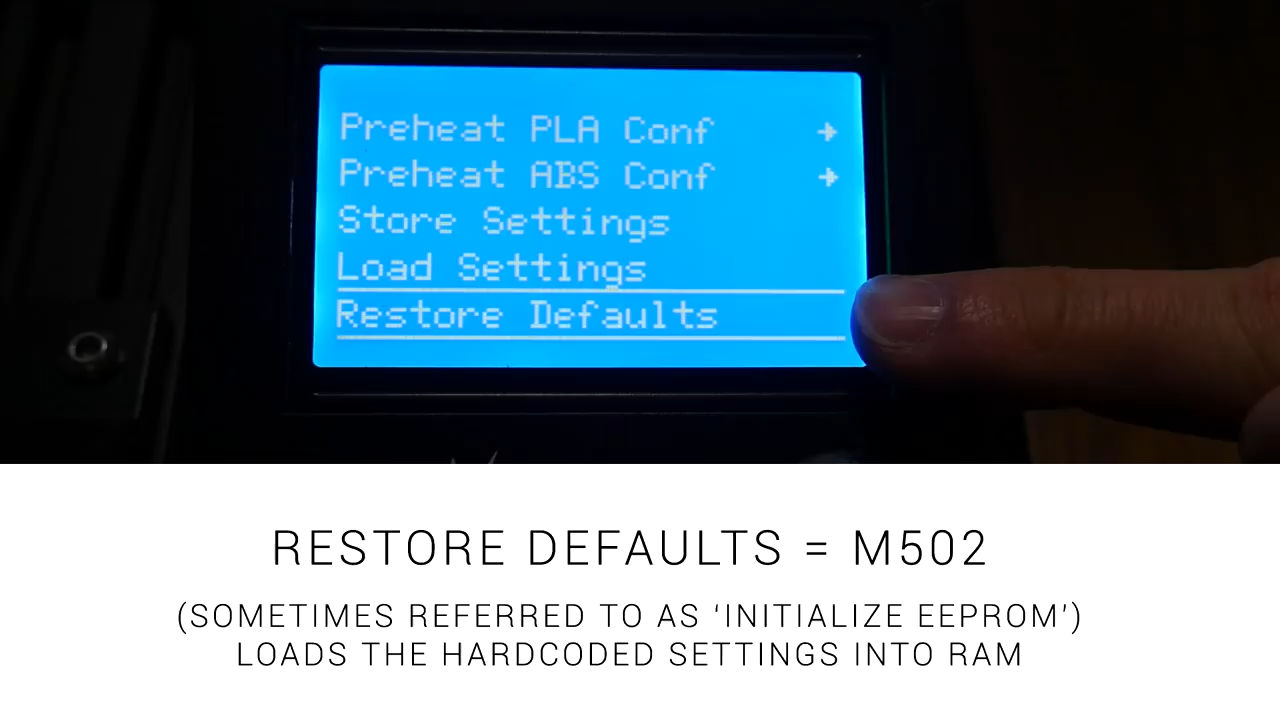 Preheat PLA Conf →
Preheat ABS Conf →
Store Settings
Load Settings
Restore Defaults
RESTORE DEFAULTS = M502
(SOMETIMES REFERRED TO AS 'INITIALIZE EEPROM')
LOADS THE HARDCODED SETTINGS INTO RAM